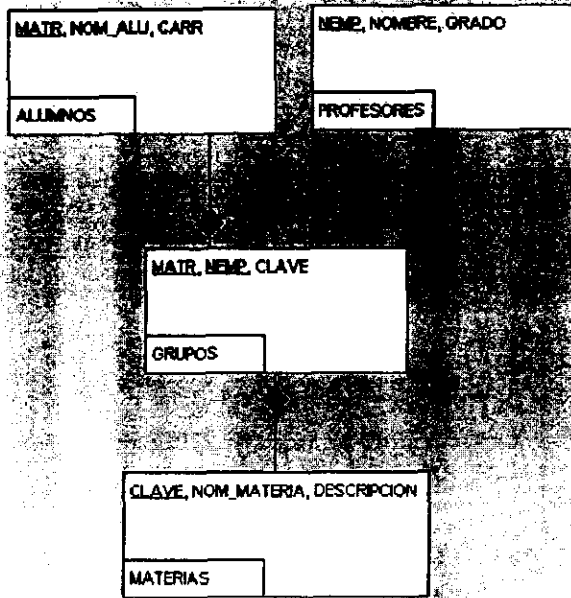 MATR, NOM_ALU, CARR
ALUMNOS
NEMP, NOMBRE, GRADO
PROFESORES
MATR, NEMP, CLAVE
GRUPOS
CLAVE, NOM_MATERIA, DESCRIPCION
MATERIAS